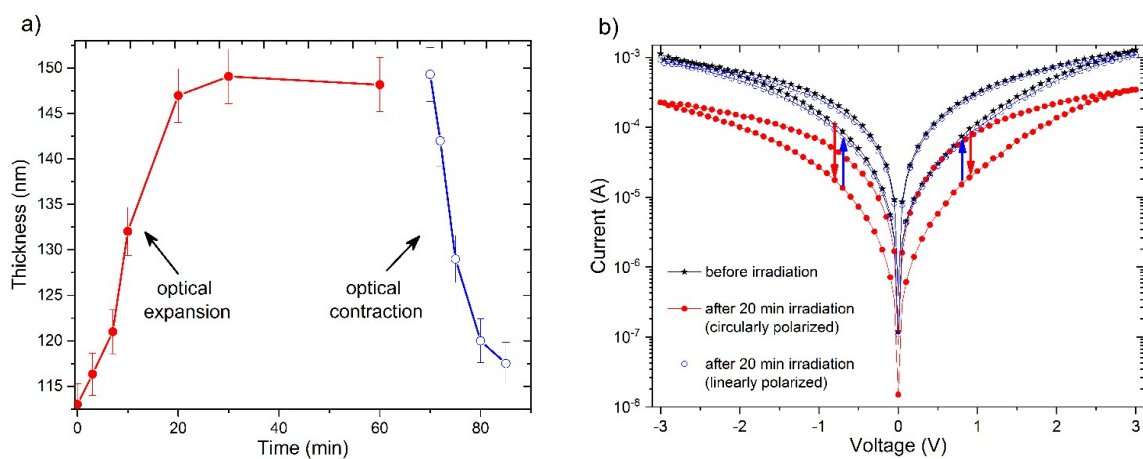 a)
150
145
140
135
130
125
120
115
Thickness (nm)
optical
expansion
optical
contraction
0
20
40
60
80
Time (min)
b)
10⁻³
10⁻⁴
10⁻⁵
10⁻⁶
10⁻⁷
10⁻⁸
Current (A)
before irradiation
after 20 min irradiation
(circularly polarized)
after 20 min irradiation
(linearly polarized)
-3
-2
-1
0
1
2
3
Voltage (V)